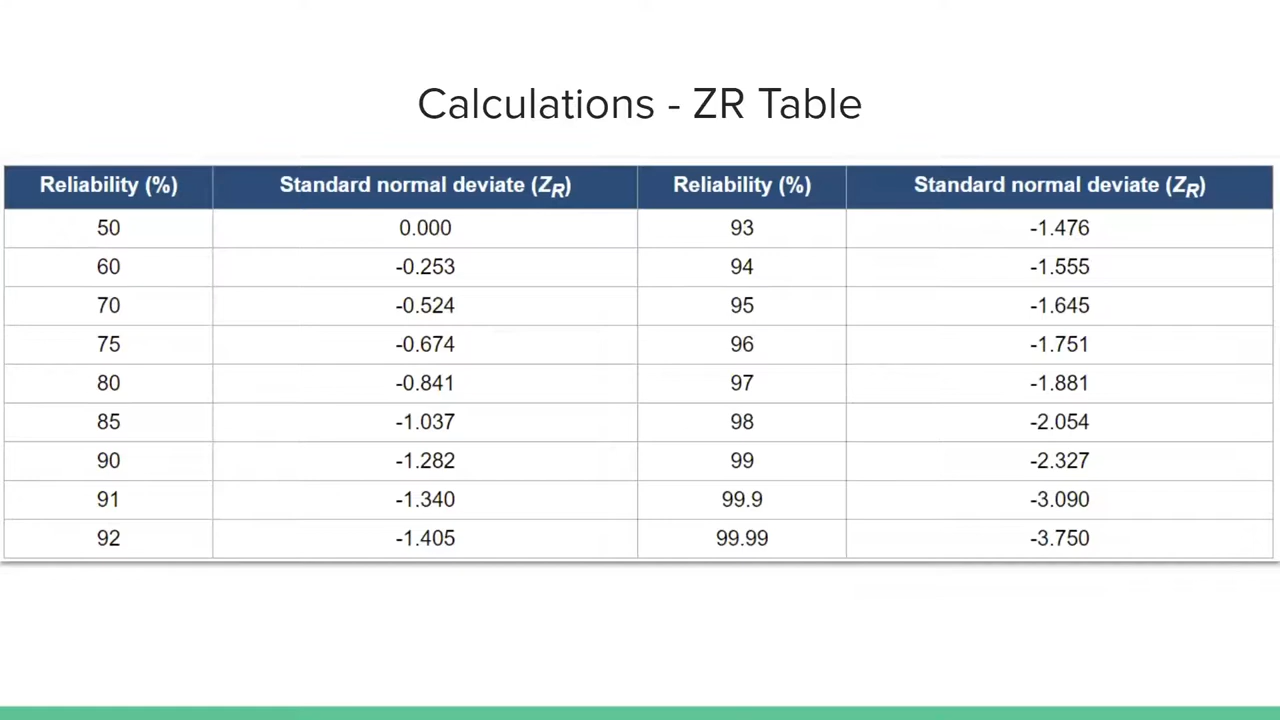 Calculations - ZR Table
Reliability (%) Standard normal deviate (ZR) Reliability (%) Standard normal deviate (ZR)
50 0.000 93 -1.476
60 -0.253 94 -1.555
70 -0.524 95 -1.645
75 -0.674 96 -1.751
80 -0.841 97 -1.881
85 -1.037 98 -2.054
90 -1.282 99 -2.327
91 -1.340 99.9 -3.090
92 -1.405 99.99 -3.750